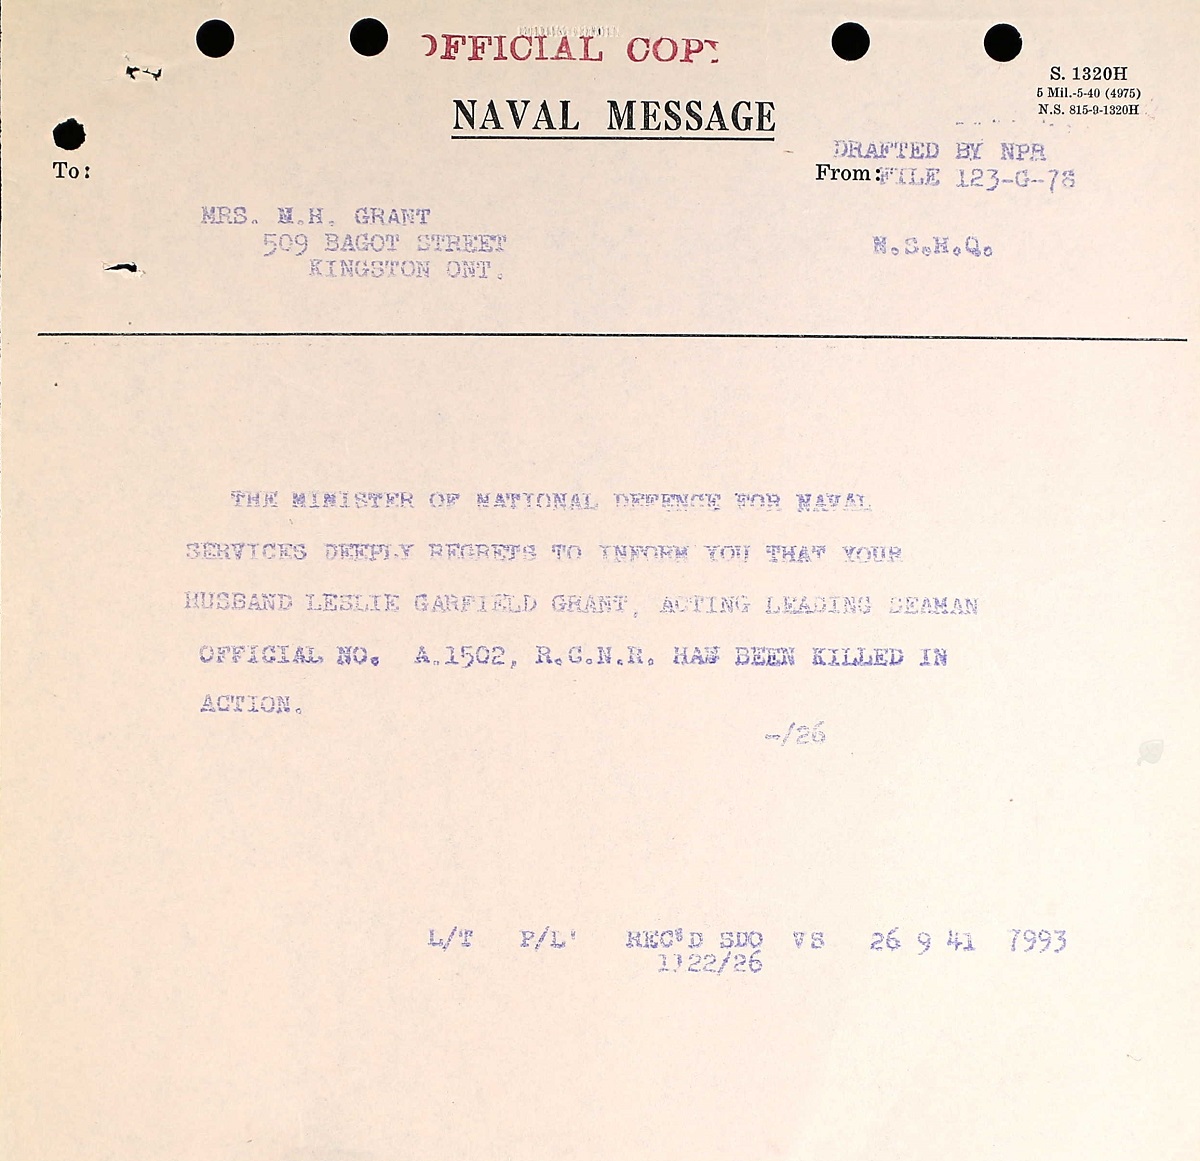 OFFICIAL COPY
S. 1320H
5 Mil.-5-40 (4975)
N.S. 815-9-1320H
NAVAL MESSAGE
DRAFTED BY NPR
To:
From: FILE 123-G-78
MRS. M.H. GRANT
509 BAGOT STREET
N.S.H.Q.
KINGSTON ONT.
THE MINISTER OF NATIONAL DEFENCE FOR NAVAL
SERVICES DEEPLY REGRETS TO INFORM YOU THAT YOUR
HUSBAND LESLIE GARFIELD GRANT, ACTING LEADING SEAMAN
OFFICIAL NO. A.1502, R.C.N.R. HAS BEEN KILLED IN
ACTION.
-/26
L/T P/L' REC'D SDO VS 26 9 41 7993
1122/26